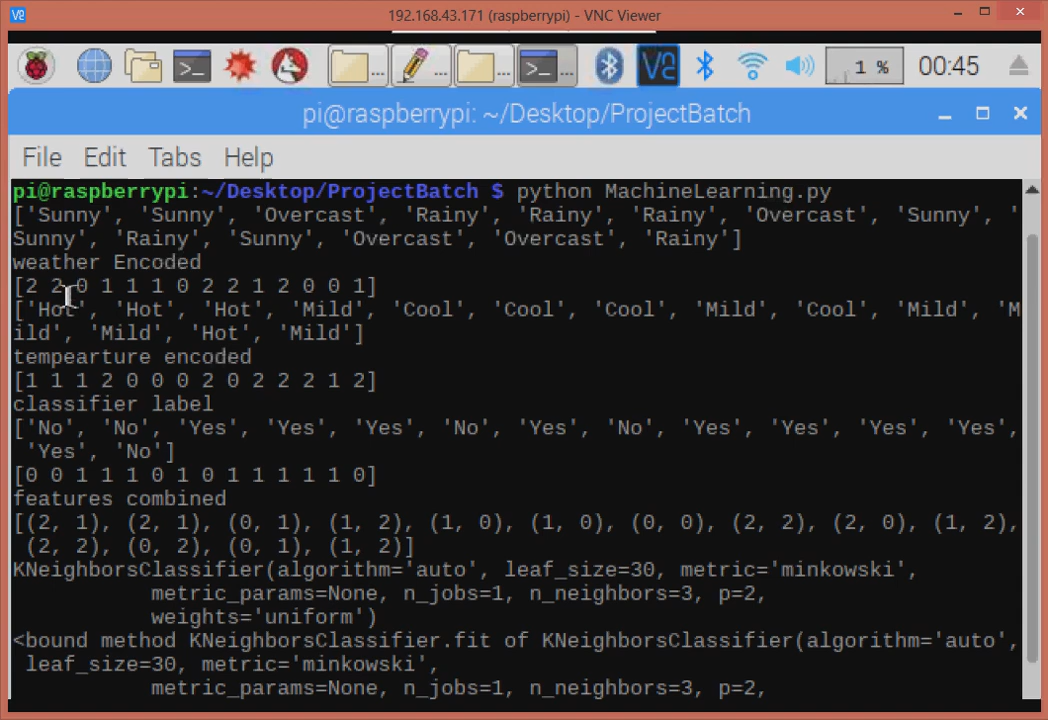 192.168.43.171 (raspberrypi) - VNC Viewer
1 %
00:45
pi@raspberrypi: ~/Desktop/ProjectBatch
File Edit Tabs Help
pi@raspberrypi:~/Desktop/ProjectBatch $ python MachineLearning.py
['Sunny', 'Sunny', 'Overcast', 'Rainy', 'Rainy', 'Rainy', 'Overcast', 'Sunny', '
Sunny', 'Rainy', 'Sunny', 'Overcast', 'Overcast', 'Rainy']
weather Encoded
[2 2 0 1 1 1 0 2 2 1 2 0 0 1]
['Hot', 'Hot', 'Hot', 'Mild', 'Cool', 'Cool', 'Cool', 'Mild', 'Cool', 'Mild', 'M
ild', 'Mild', 'Hot', 'Mild']
tempearture encoded
[1 1 1 2 0 0 0 2 0 2 2 2 1 2]
classifier label
['No', 'No', 'Yes', 'Yes', 'Yes', 'No', 'Yes', 'No', 'Yes', 'Yes', 'Yes', 'Yes',
'Yes', 'No']
[0 0 1 1 1 0 1 0 1 1 1 1 1 0]
features combined
[(2, 1), (2, 1), (0, 1), (1, 2), (1, 0), (1, 0), (0, 0), (2, 2), (2, 0), (1, 2),
(2, 2), (0, 2), (0, 1), (1, 2)]
KNeighborsClassifier(algorithm='auto', leaf_size=30, metric='minkowski',
metric_params=None, n_jobs=1, n_neighbors=3, p=2,
weights='uniform')
<bound method KNeighborsClassifier.fit of KNeighborsClassifier(algorithm='auto',
leaf_size=30, metric='minkowski',
metric_params=None, n_jobs=1, n_neighbors=3, p=2,